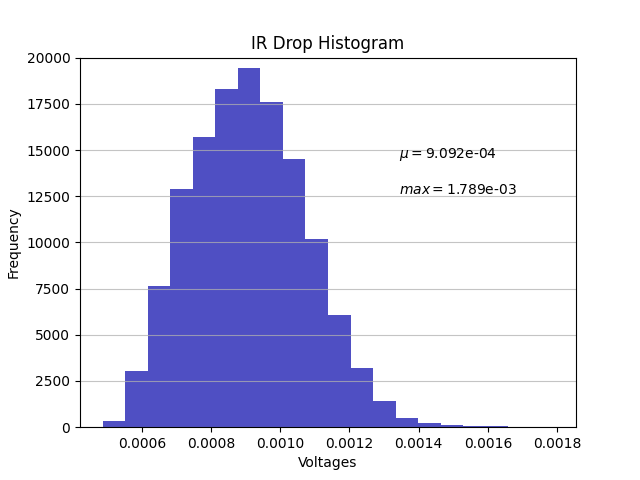 IR Drop Histogram
20000
17500
15000
12500
10000
7500
5000
2500
0
Frequency
μ = 9.092e-04
max = 1.789e-03
0.0006 0.0008 0.0010 0.0012 0.0014 0.0016 0.0018
Voltages